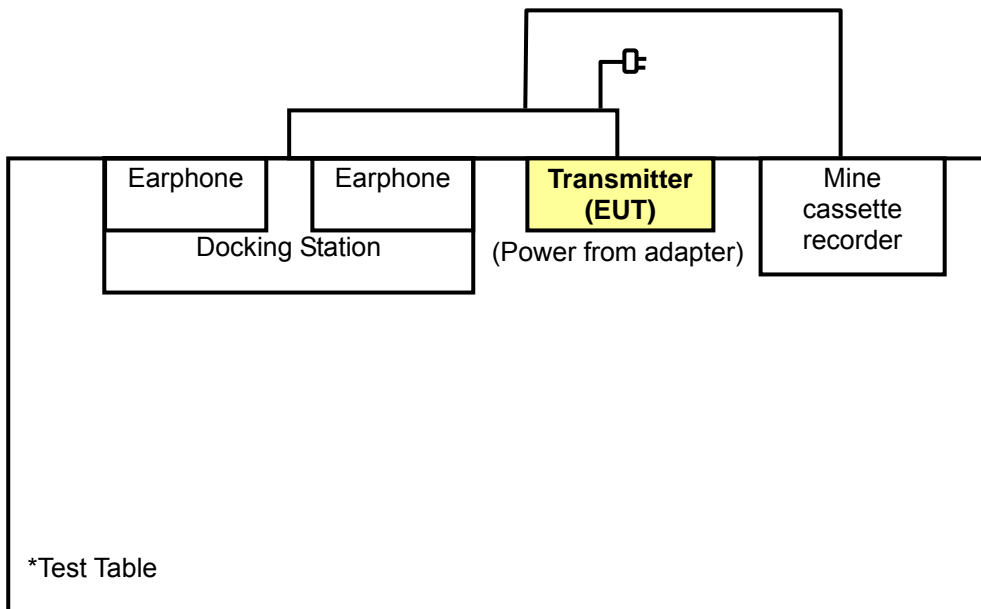 Earphone
Earphone
Docking Station
Transmitter
(EUT)
(Power from adapter)
Mine
cassette
recorder
*Test Table